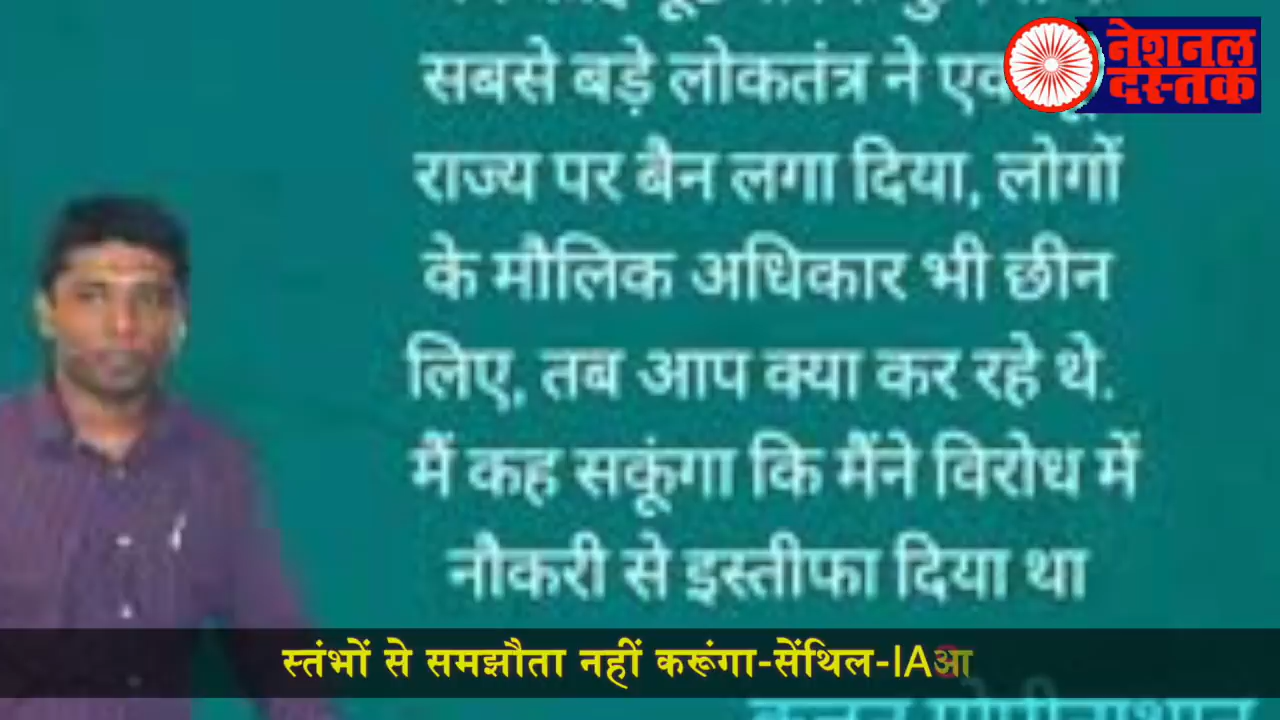 नेशनल
दस्तक
सबसे बड़े लोकतंत्र ने
राज्य पर बैन लगा दिया, लोगों
के मौलिक अधिकार भी छीन
लिए, तब आप क्या कर रहे थे.
मैं कह सकूंगा कि मैंने विरोध में
नौकरी से इस्तीफा दिया था
स्तंभों से समझौता नहीं करूंगा-सेंथिल-IAआ